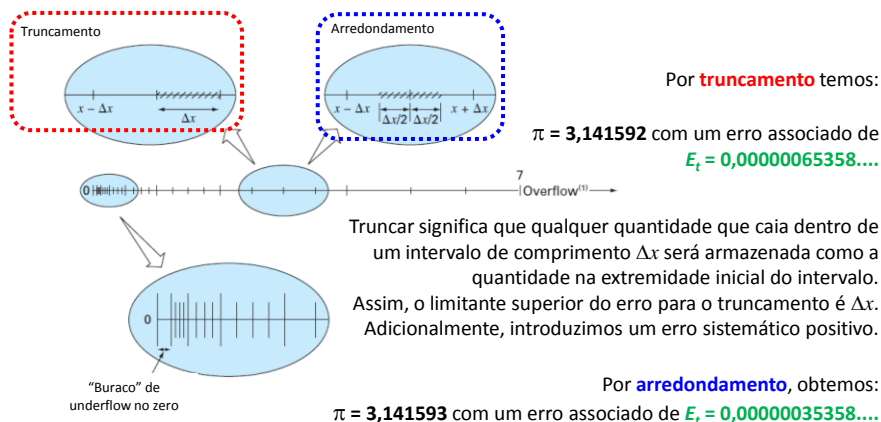 Truncamento
Arredondamento
x – Δx
Δx
x – Δx
Δx/2
Δx/2
x + Δx
Por truncamento temos:
π = 3,141592 com um erro associado de
Et = 0,00000065358....
0
7
Overflow(1)
Truncar significa que qualquer quantidade que caia dentro de
um intervalo de comprimento Δx será armazenada como a
quantidade na extremidade inicial do intervalo.
Assim, o limitante superior do erro para o truncamento é Δx.
Adicionalmente, introduzimos um erro sistemático positivo.
0
"Buraco" de
underflow no zero
Por arredondamento, obtemos:
π = 3,141593 com um erro associado de Et = 0,00000035358....